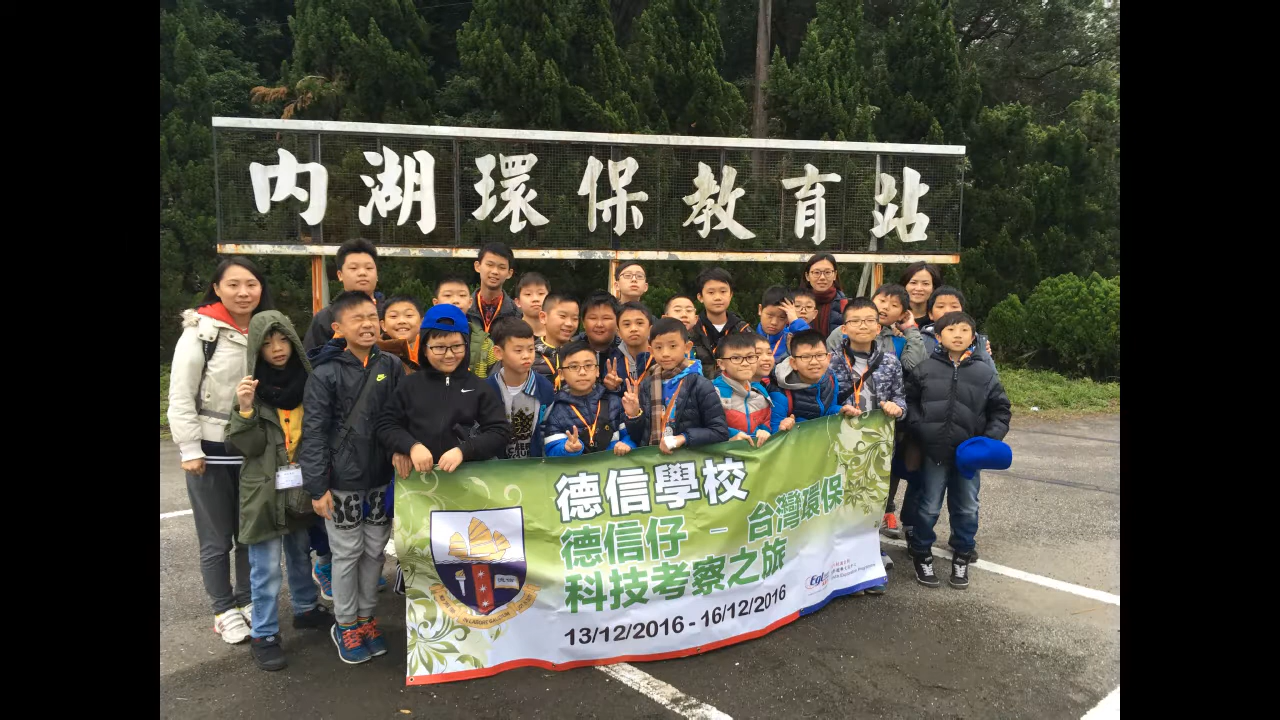 內湖環保教育站
德信學校
德信仔 - 台灣環保
科技考察之旅
13/12/2016 - 16/12/2016